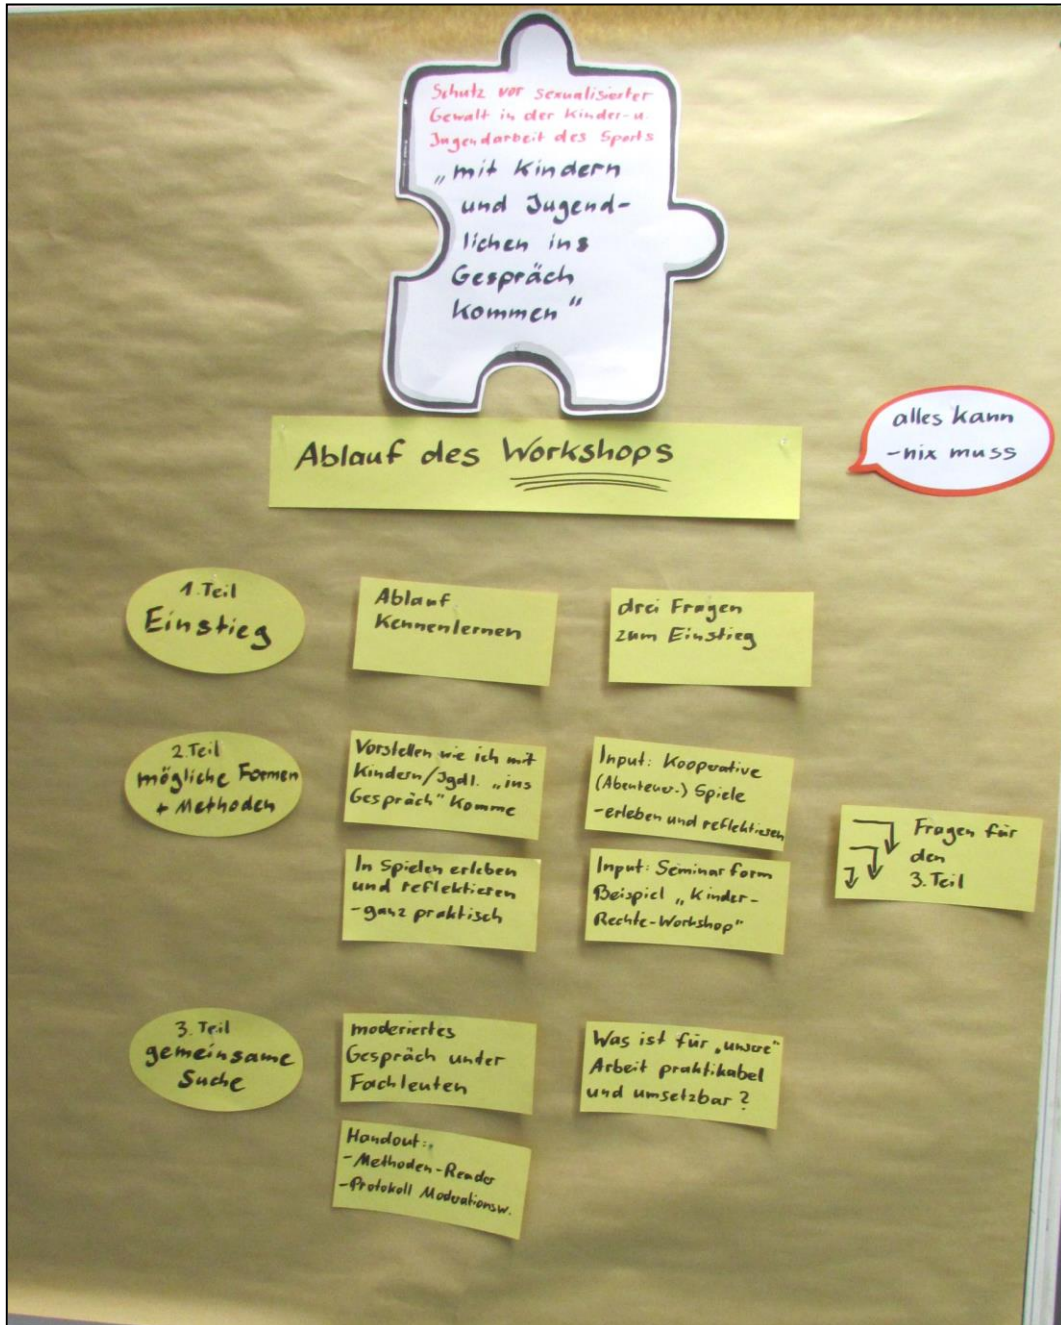 Schutz vor sexualisierter
Gewalt in der Kinder- u.
Jugendarbeit des Sports
„mit Kindern
und Jugend-
lichen ins
Gespräch
kommen"
alles kann
-nix muss
Ablauf des Workshops
1. Teil
Einstieg
Ablauf
Kennenlernen
drei Fragen
zum Einstieg
2. Teil
mögliche Formen
+ Methoden
Vorstellen wie ich mit
Kindern/Jgdl. „ins
Gespräch" komme
Input: Kooperative
(Abenteuer-) Spiele
-erleben und reflektieren
In Spielen erleben
und reflektieren
-ganz praktisch
Input: Seminarform
Beispiel „Kinder-
Rechte-Workshop"
Fragen für
den
3. Teil
3. Teil
gemeinsame
Suche
moderiertes
Gespräch unter
Fachleuten
Was ist für „unsere"
Arbeit praktikabel
und umsetzbar?
Handout:
-Methoden-Reader
-Protokoll Moderationsw.